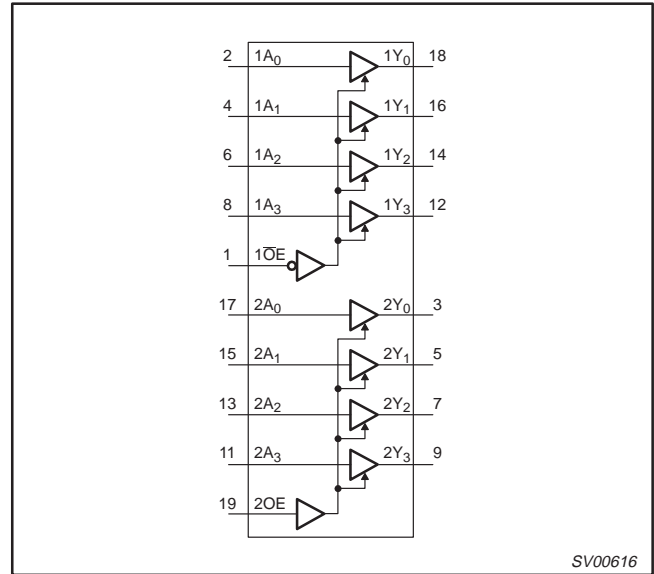 2 1A0 1Y0 18
4 1A1 1Y1 16
6 1A2 1Y2 14
8 1A3 1Y3 12
1 1O̅E
17 2A0 2Y0 3
15 2A1 2Y1 5
13 2A2 2Y2 7
11 2A3 2Y3 9
19 2OE
SV00616